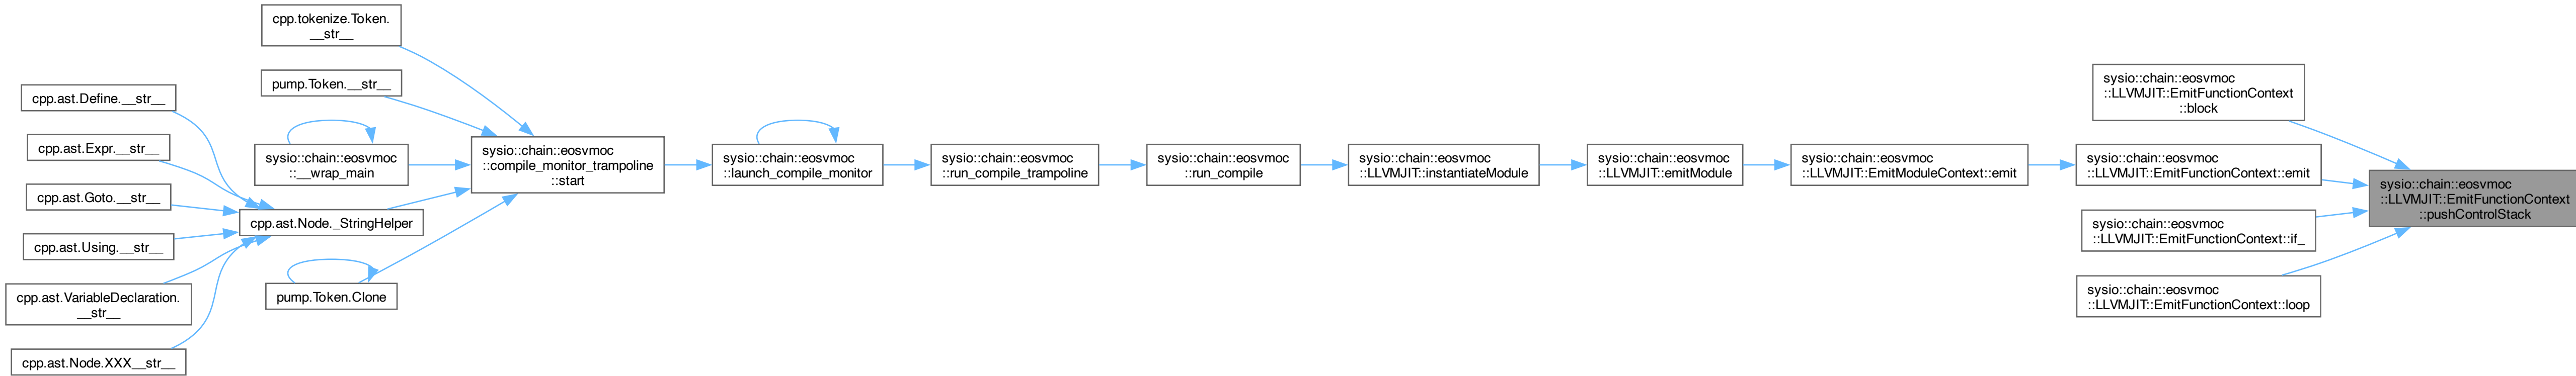 cpp.ast.Define.__str__
cpp.ast.Expr.__str__
cpp.ast.Goto.__str__
cpp.ast.Using.__str__
cpp.ast.VariableDeclaration.
__str__
cpp.ast.Node.XXX__str__
cpp.tokenize.Token.
__str__
pump.Token.__str__
sysio::chain::eosvmoc
::__wrap_main
cpp.ast.Node._StringHelper
pump.Token.Clone
sysio::chain::eosvmoc
::compile_monitor_trampoline
::start
sysio::chain::eosvmoc
::launch_compile_monitor
sysio::chain::eosvmoc
::run_compile_trampoline
sysio::chain::eosvmoc
::run_compile
sysio::chain::eosvmoc
::LLVMJIT::instantiateModule
sysio::chain::eosvmoc
::LLVMJIT::emitModule
sysio::chain::eosvmoc
::LLVMJIT::EmitModuleContext::emit
sysio::chain::eosvmoc
::LLVMJIT::EmitFunctionContext
::block
sysio::chain::eosvmoc
::LLVMJIT::EmitFunctionContext::emit
sysio::chain::eosvmoc
::LLVMJIT::EmitFunctionContext::if_
sysio::chain::eosvmoc
::LLVMJIT::EmitFunctionContext::loop
sysio::chain::eosvmoc
::LLVMJIT::EmitFunctionContext
::pushControlStack